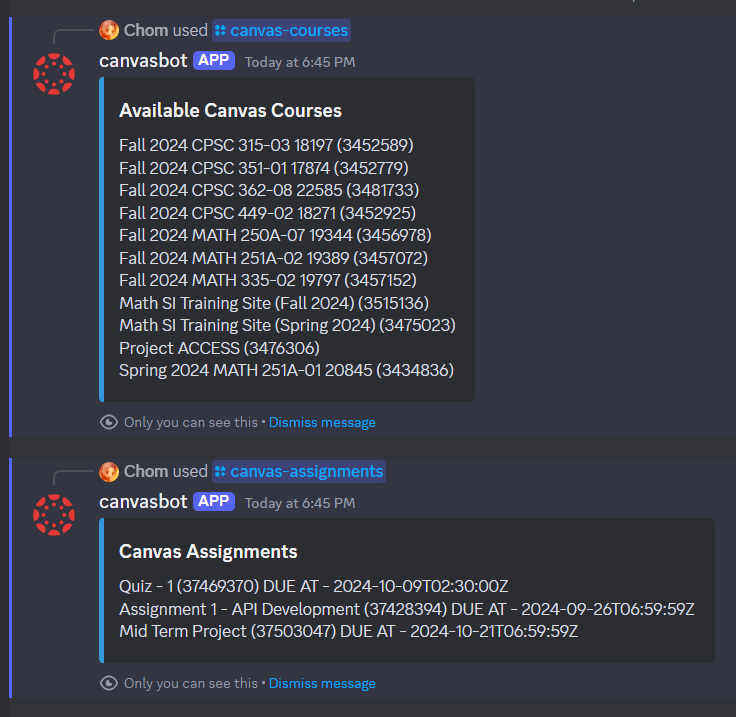 Chom used canvas-courses
canvasbot APP Today at 6:45 PM
Available Canvas Courses
Fall 2024 CPSC 315-03 18197 (3452589)
Fall 2024 CPSC 351-01 17874 (3452779)
Fall 2024 CPSC 362-08 22585 (3481733)
Fall 2024 CPSC 449-02 18271 (3452925)
Fall 2024 MATH 250A-07 19344 (3456978)
Fall 2024 MATH 251A-02 19389 (3457072)
Fall 2024 MATH 335-02 19797 (3457152)
Math SI Training Site (Fall 2024) (3515136)
Math SI Training Site (Spring 2024) (3475023)
Project ACCESS (3476306)
Spring 2024 MATH 251A-01 20845 (3434836)
Only you can see this • Dismiss message
Chom used canvas-assignments
canvasbot APP Today at 6:45 PM
Canvas Assignments
Quiz - 1 (37469370) DUE AT - 2024-10-09T02:30:00Z
Assignment 1 - API Development (37428394) DUE AT - 2024-09-26T06:59:59Z
Mid Term Project (37503047) DUE AT - 2024-10-21T06:59:59Z
Only you can see this • Dismiss message